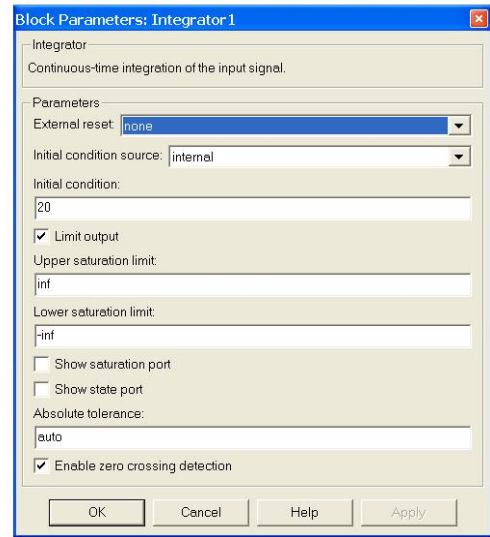 Block Parameters: Integrator1
Integrator
Continuous-time integration of the input signal.
Parameters
External reset: none
Initial condition source: internal
Initial condition:
20
Limit output
Upper saturation limit:
inf
Lower saturation limit:
-inf
Show saturation port
Show state port
Absolute tolerance:
auto
Enable zero crossing detection
OK Cancel Help Apply